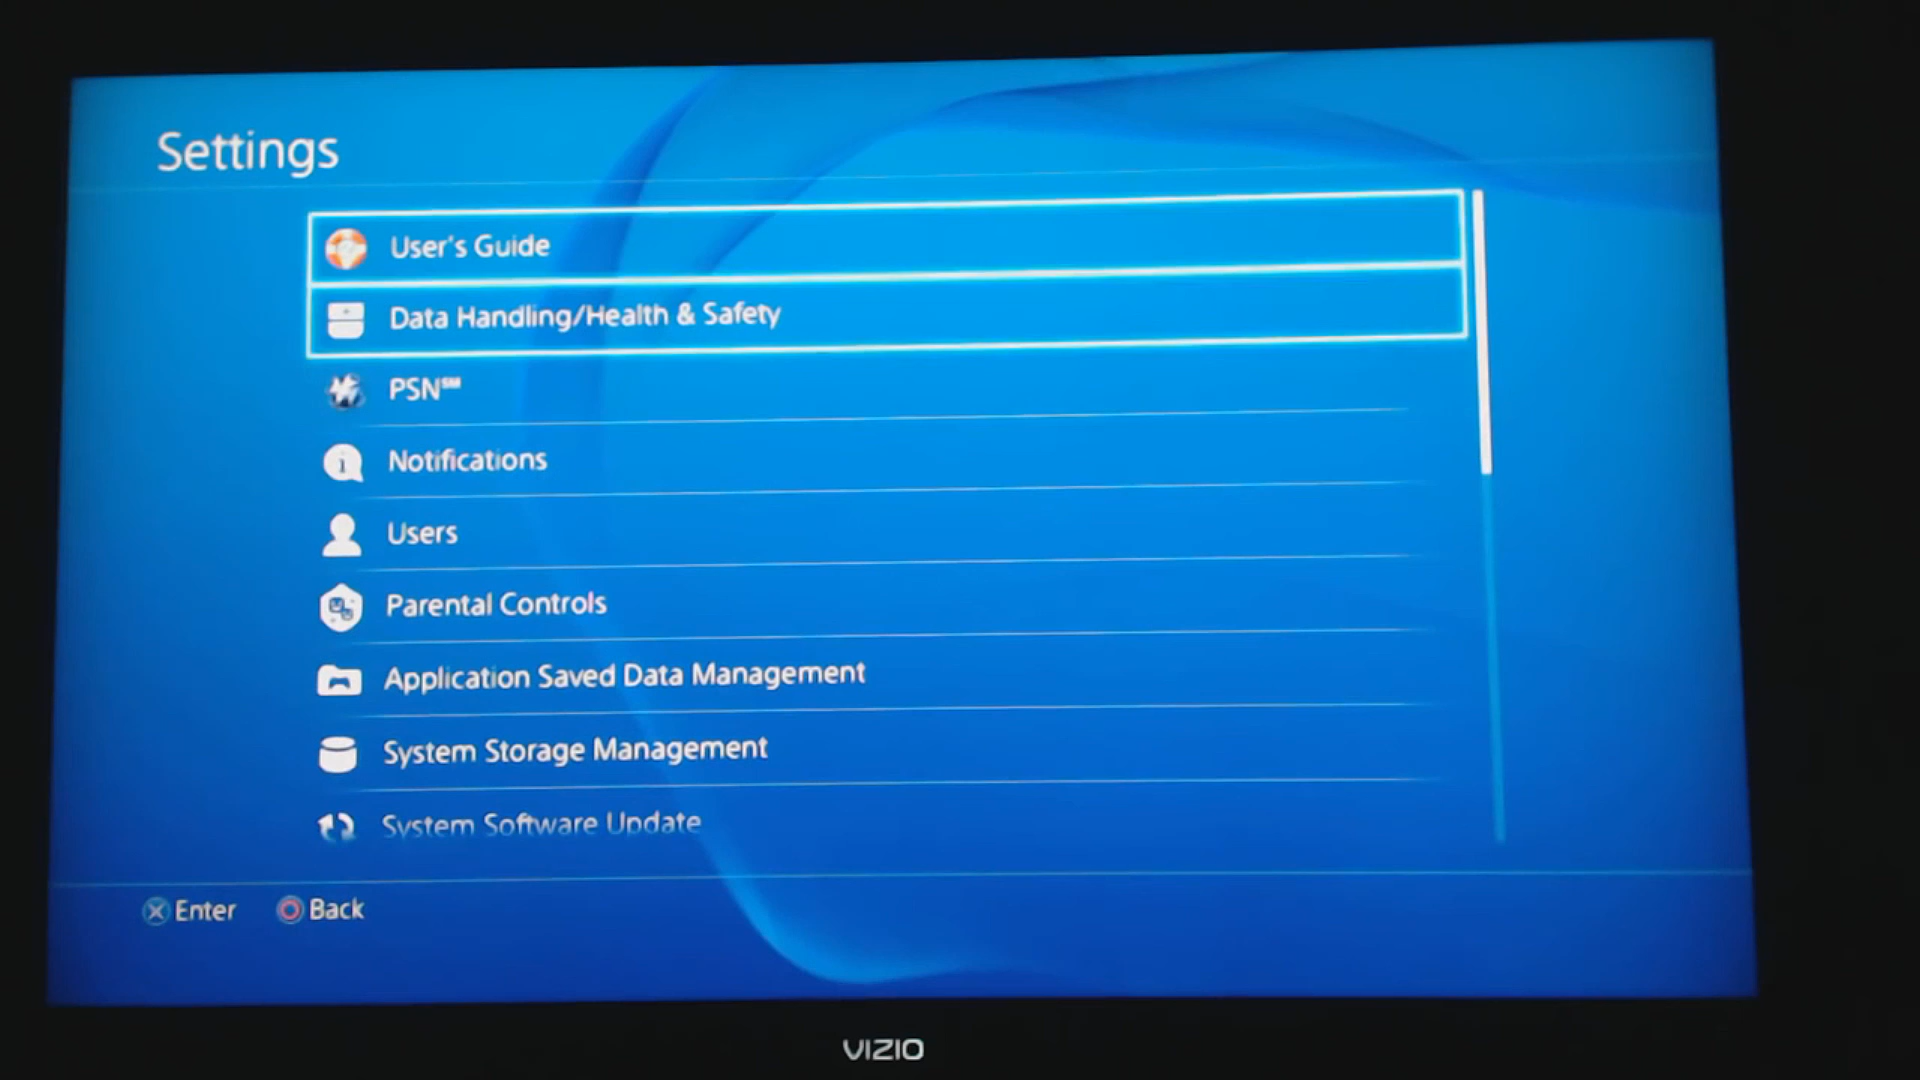 Settings
User's Guide
Data Handling/Health & Safety
PSN℠
Notifications
Users
Parental Controls
Application Saved Data Management
System Storage Management
System Software Update
Enter Back
VIZIO